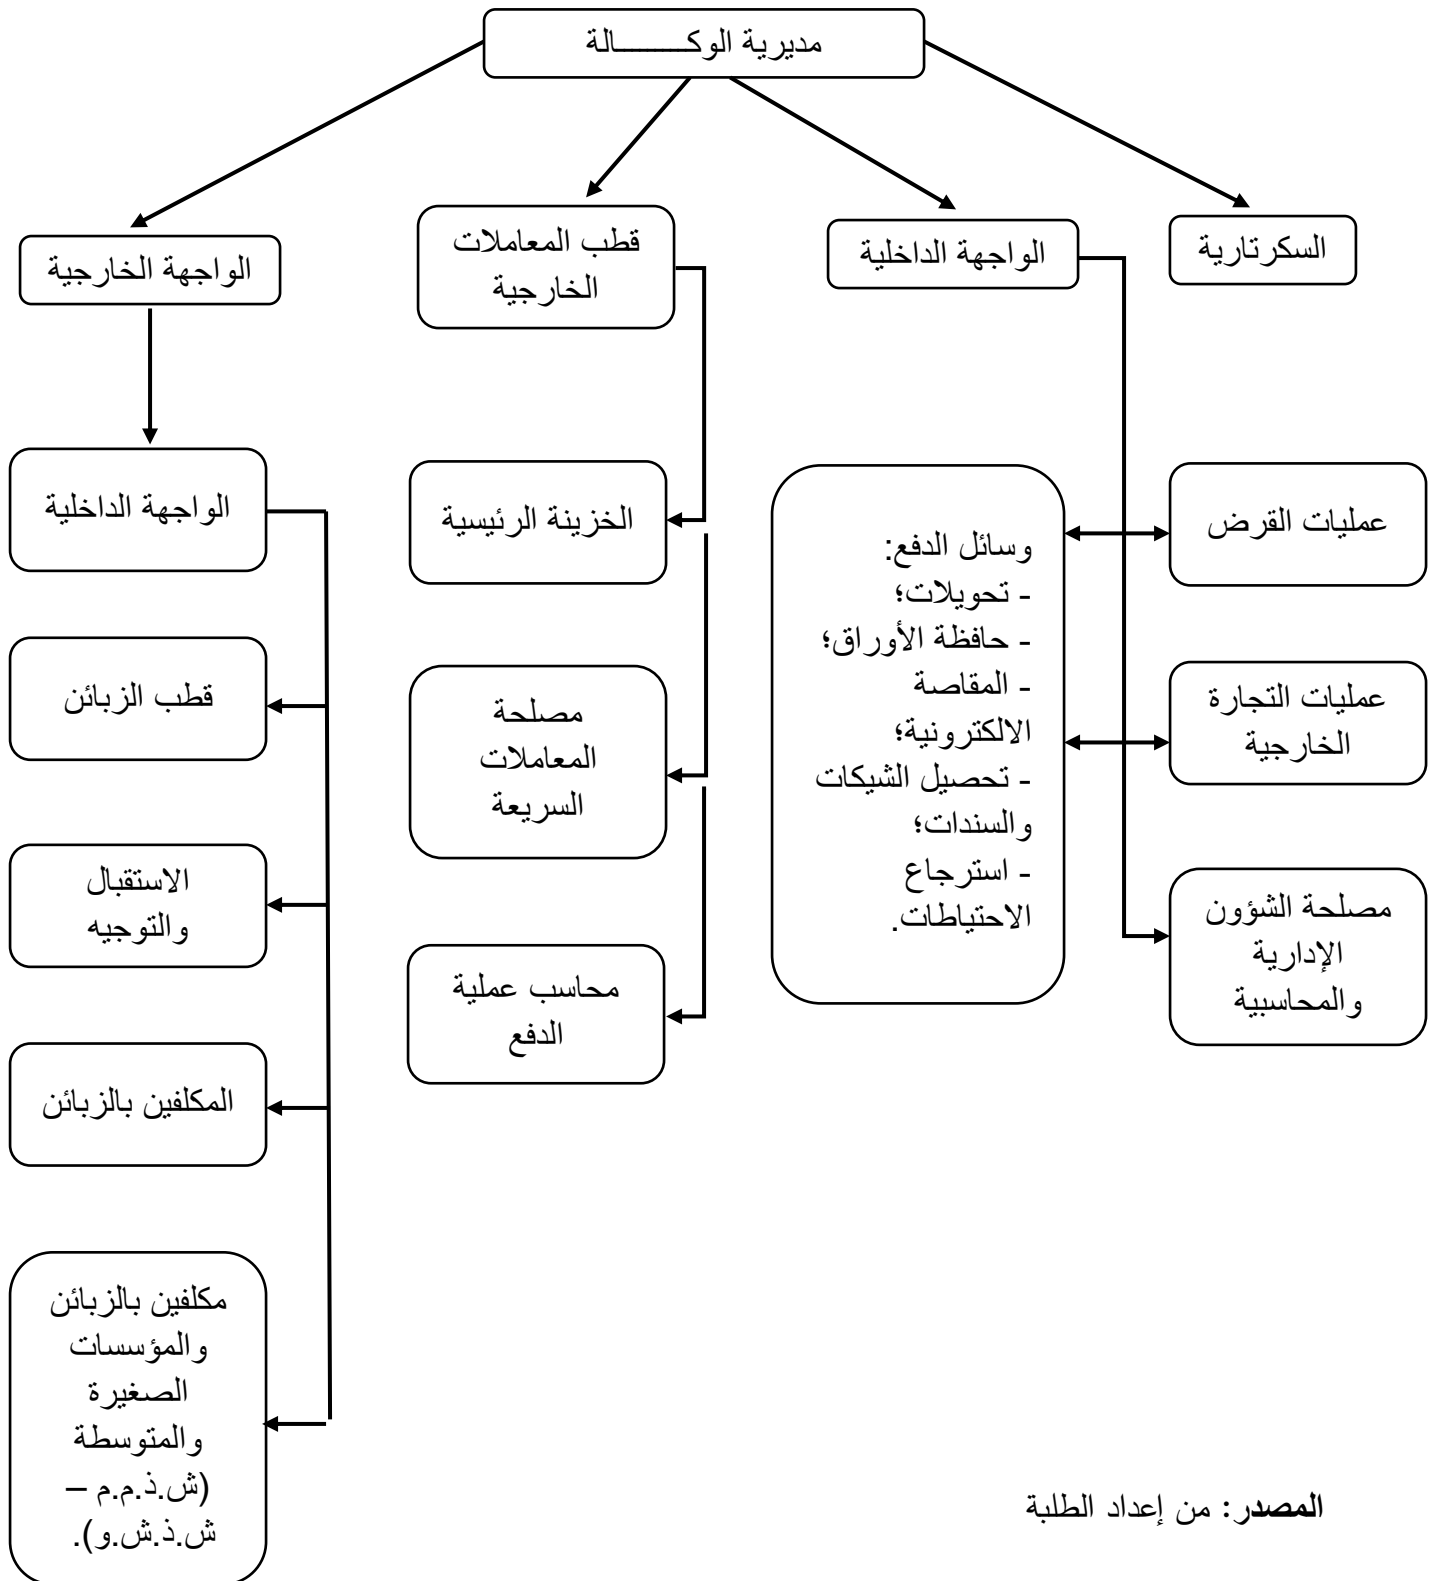 مديرية الوكـــــــالة
السكرتارية
الواجهة الداخلية
قطب المعاملات
الخارجية
الواجهة الخارجية
عمليات القرض
عمليات التجارة
الخارجية
مصلحة الشؤون
الإدارية
والمحاسبية
وسائل الدفع:
- تحويلات؛
- حافظة الأوراق؛
- المقاصة
الالكترونية؛
- تحصيل الشيكات
والسندات؛
- استرجاع
الاحتياطات.
الخزينة الرئيسية
مصلحة
المعاملات
السريعة
محاسب عملية
الدفع
الواجهة الداخلية
قطب الزبائن
الاستقبال
والتوجيه
المكلفين بالزبائن
مكلفين بالزبائن
والمؤسسات
الصغيرة
والمتوسطة
(ش.ذ.م.م –
ش.ذ.ش.و).
المصدر: من إعداد الطلبة